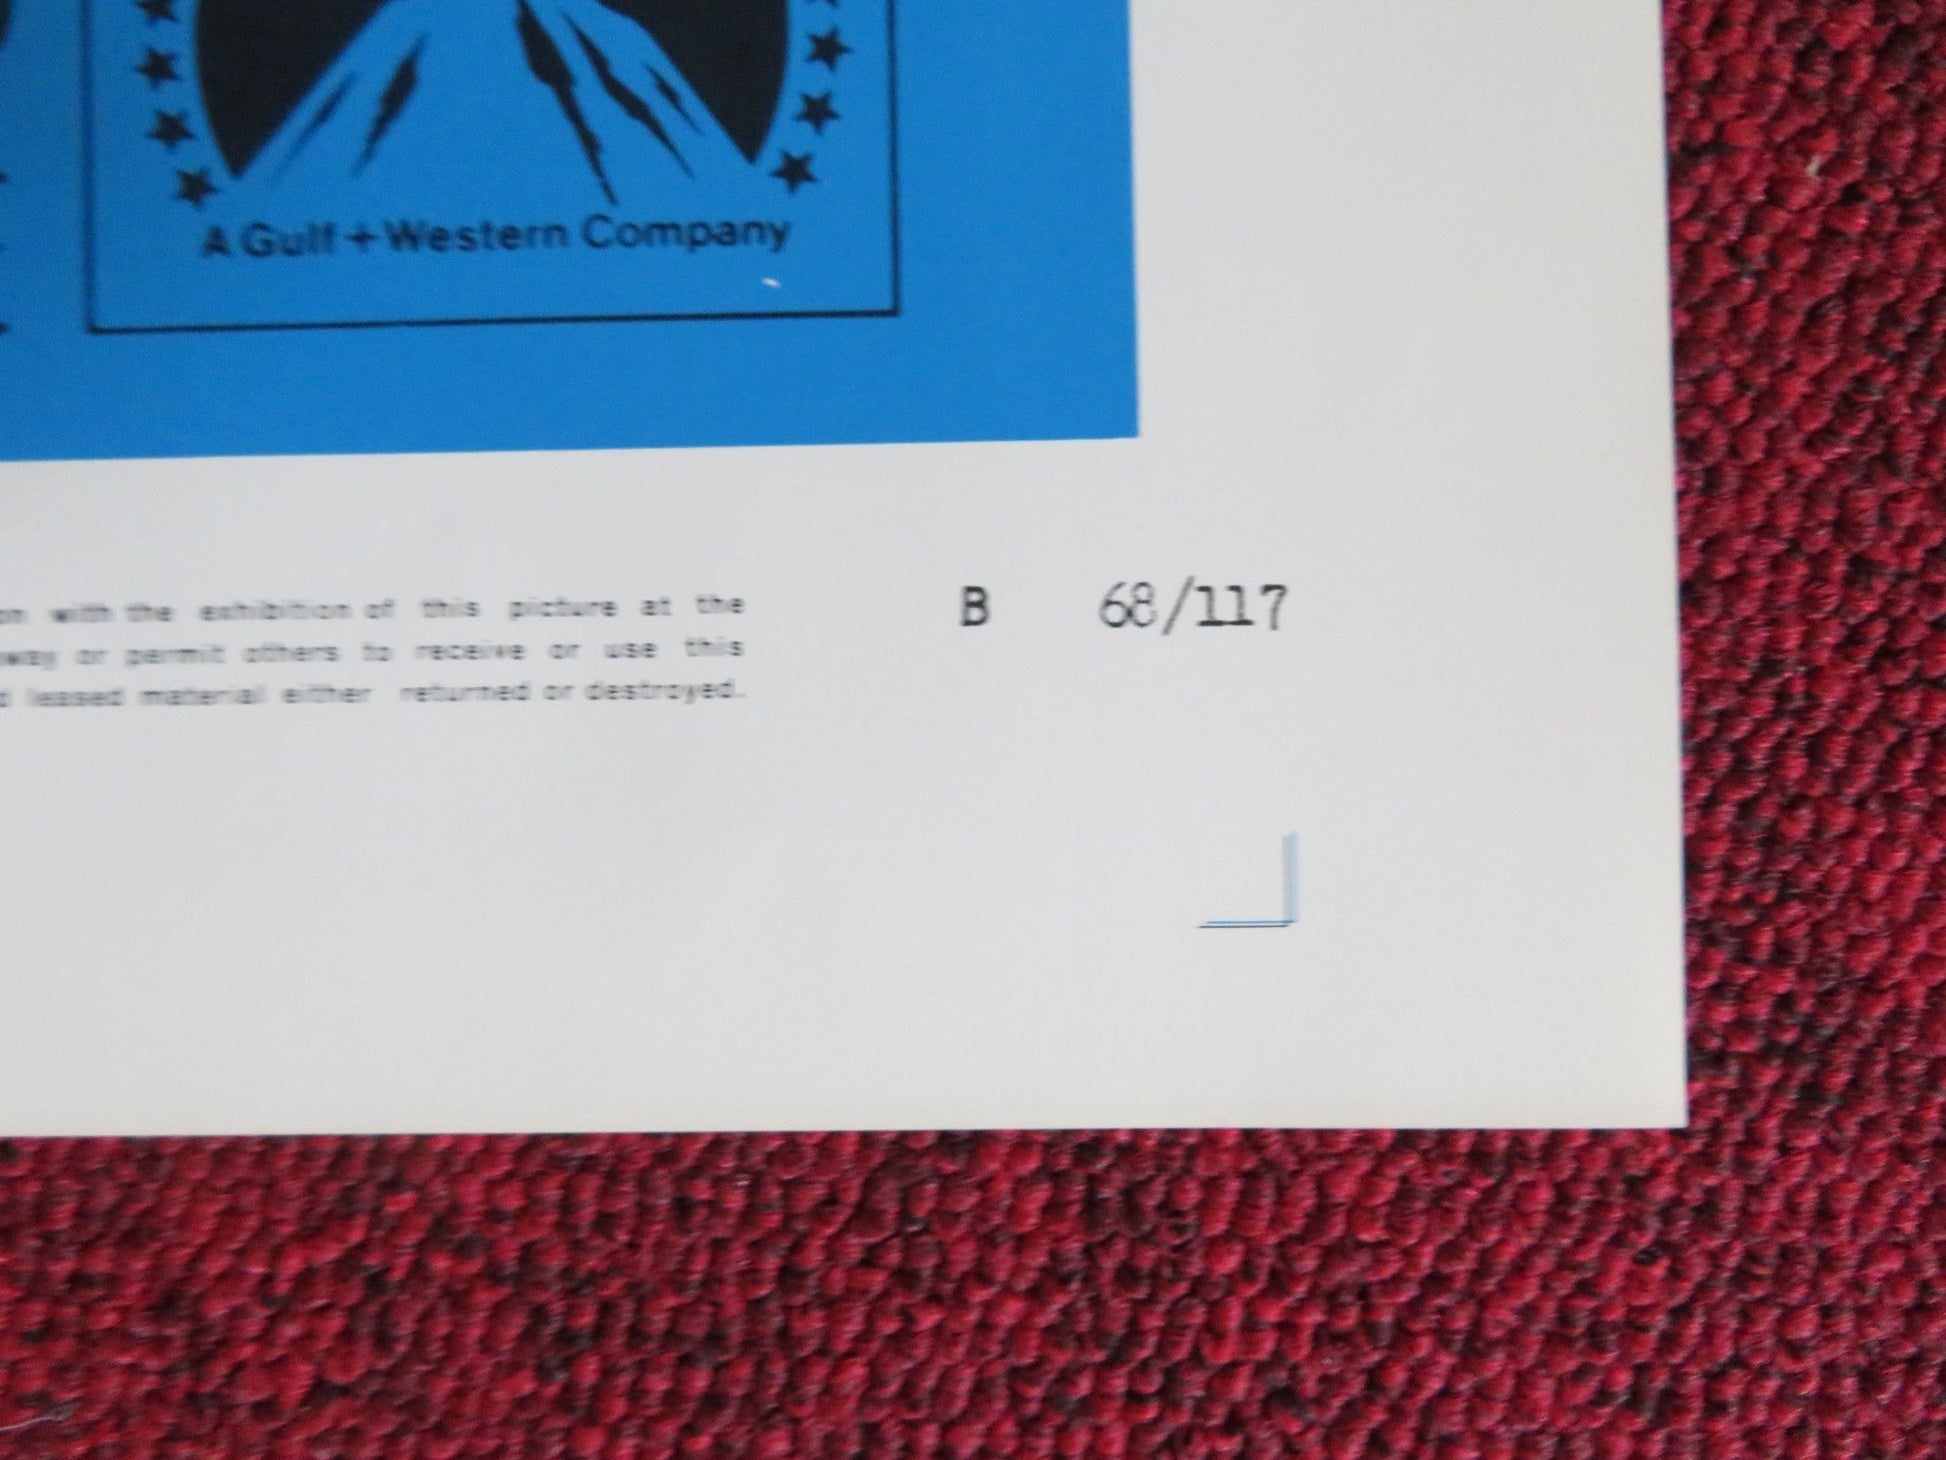 A Gulf+Western Company
on with the exhibition of this picture at the
or permit others to receive or use this
leased material either returned or destroyed.
B 68/117